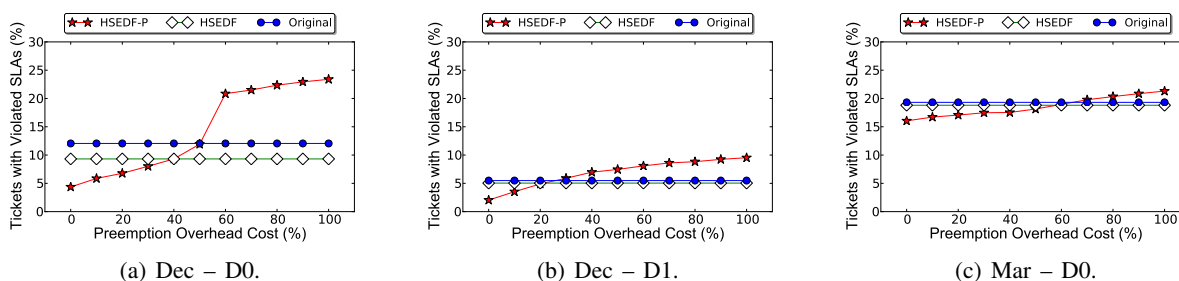 HSEDF-P HSEDF Original
Tickets with Violated SLAs (%)
30
25
20
15
10
5
0
0 20 40 60 80 100
Preemption Overhead Cost (%)
(a) Dec – D0.
HSEDF-P HSEDF Original
Tickets with Violated SLAs (%)
30
25
20
15
10
5
0
0 20 40 60 80 100
Preemption Overhead Cost (%)
(b) Dec – D1.
HSEDF-P HSEDF Original
Tickets with Violated SLAs (%)
30
25
20
15
10
5
0
0 20 40 60 80 100
Preemption Overhead Cost (%)
(c) Mar – D0.